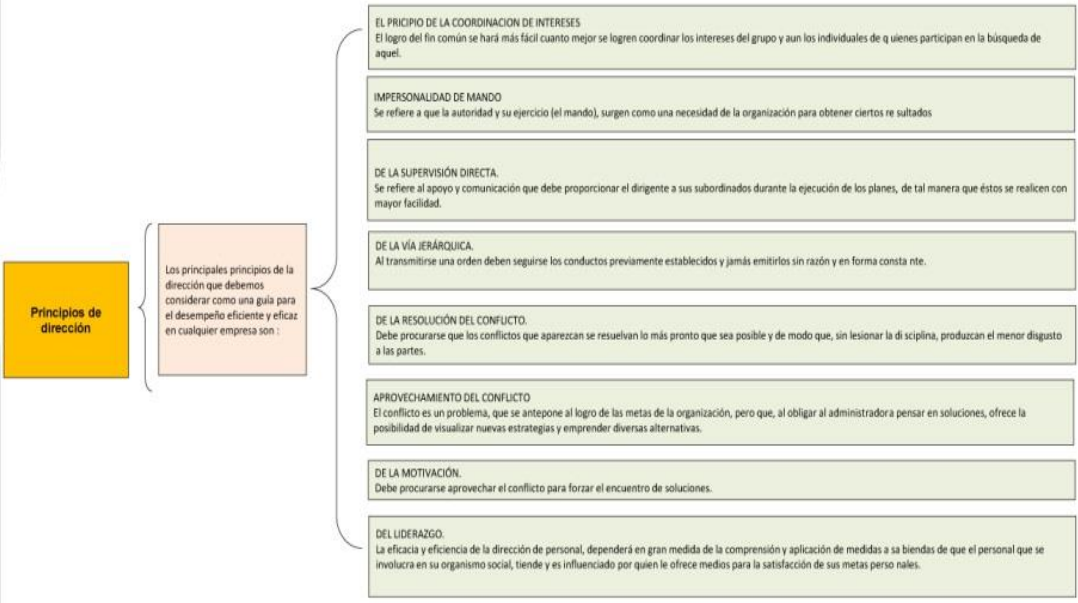 Principios de
dirección
Los principales principios de la
dirección que debemos
considerar como una guía para
el desempeño eficiente y eficaz
en cualquier empresa son :
EL PRICIPIO DE LA COORDINACION DE INTERESES
El logro del fin común se hará más fácil cuanto mejor se logren coordinar los intereses del grupo y aun los individuales de q uienes participan en la búsqueda de
aquel.
IMPERSONALIDAD DE MANDO
Se refiere a que la autoridad y su ejercicio (el mando), surgen como una necesidad de la organización para obtener ciertos re sultados
DE LA SUPERVISIÓN DIRECTA.
Se refiere al apoyo y comunicación que debe proporcionar el dirigente a sus subordinados durante la ejecución de los planes, de tal manera que éstos se realicen con
mayor facilidad.
DE LA VÍA JERÁRQUICA.
Al transmitirse una orden deben seguirse los conductos previamente establecidos y jamás emitirlos sin razón y en forma consta nte.
DE LA RESOLUCIÓN DEL CONFLICTO.
Debe procurarse que los conflictos que aparezcan se resuelvan lo más pronto que sea posible y de modo que, sin lesionar la di sciplina, produzcan el menor disgusto
a las partes.
APROVECHAMIENTO DEL CONFLICTO
El conflicto es un problema, que se antepone al logro de las metas de la organización, pero que, al obligar al administradora pensar en soluciones, ofrece la
posibilidad de visualizar nuevas estrategias y emprender diversas alternativas.
DE LA MOTIVACIÓN.
Debe procurarse aprovechar el conflicto para forzar el encuentro de soluciones.
DEL LIDERAZGO.
La eficacia y eficiencia de la dirección de personal, dependerá en gran medida de la comprensión y aplicación de medidas a sa biendas de que el personal que se
involucra en su organismo social, tiende y es influenciado por quien le ofrece medios para la satisfacción de sus metas perso nales.